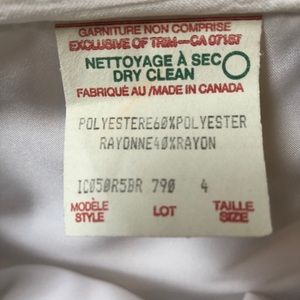 GARNITURE NON COMPRISE
EXCLUSIVE OF TRIM—CA 07187
NETTOYAGE À SEC
DRY CLEAN
FABRIQUÉ AU /MADE IN CANADA
POLYESTERE60%POLYESTER
RAYONNE40%RAYON
IC050R5BR 790 4
MODÈLE STYLE LOT TAILLE SIZE